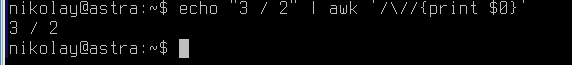 nikolay@astra:~$ echo "3 / 2" | awk '/\//{print $0}'
3 / 2
nikolay@astra:~$